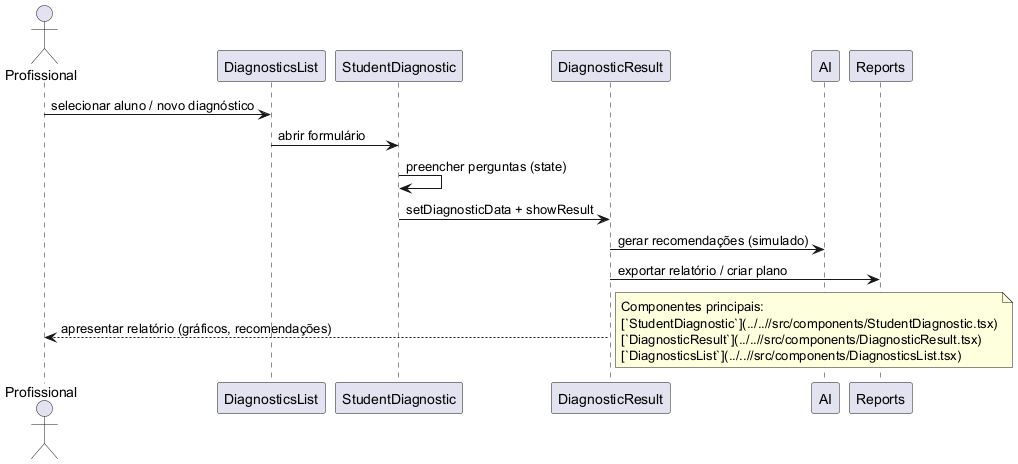 Profissional
DiagnosticsList
StudentDiagnostic
DiagnosticResult
AI
Reports
selecionar aluno / novo diagnóstico
abrir formulário
preencher perguntas (state)
setDiagnosticData + showResult
gerar recomendações (simulado)
exportar relatório / criar plano
Componentes principais:
[`StudentDiagnostic`](../..//src/components/StudentDiagnostic.tsx)
[`DiagnosticResult`](../..//src/components/DiagnosticResult.tsx)
[`DiagnosticsList`](../..//src/components/DiagnosticsList.tsx)
apresentar relatório (gráficos, recomendações)
Profissional
DiagnosticsList
StudentDiagnostic
DiagnosticResult
AI
Reports